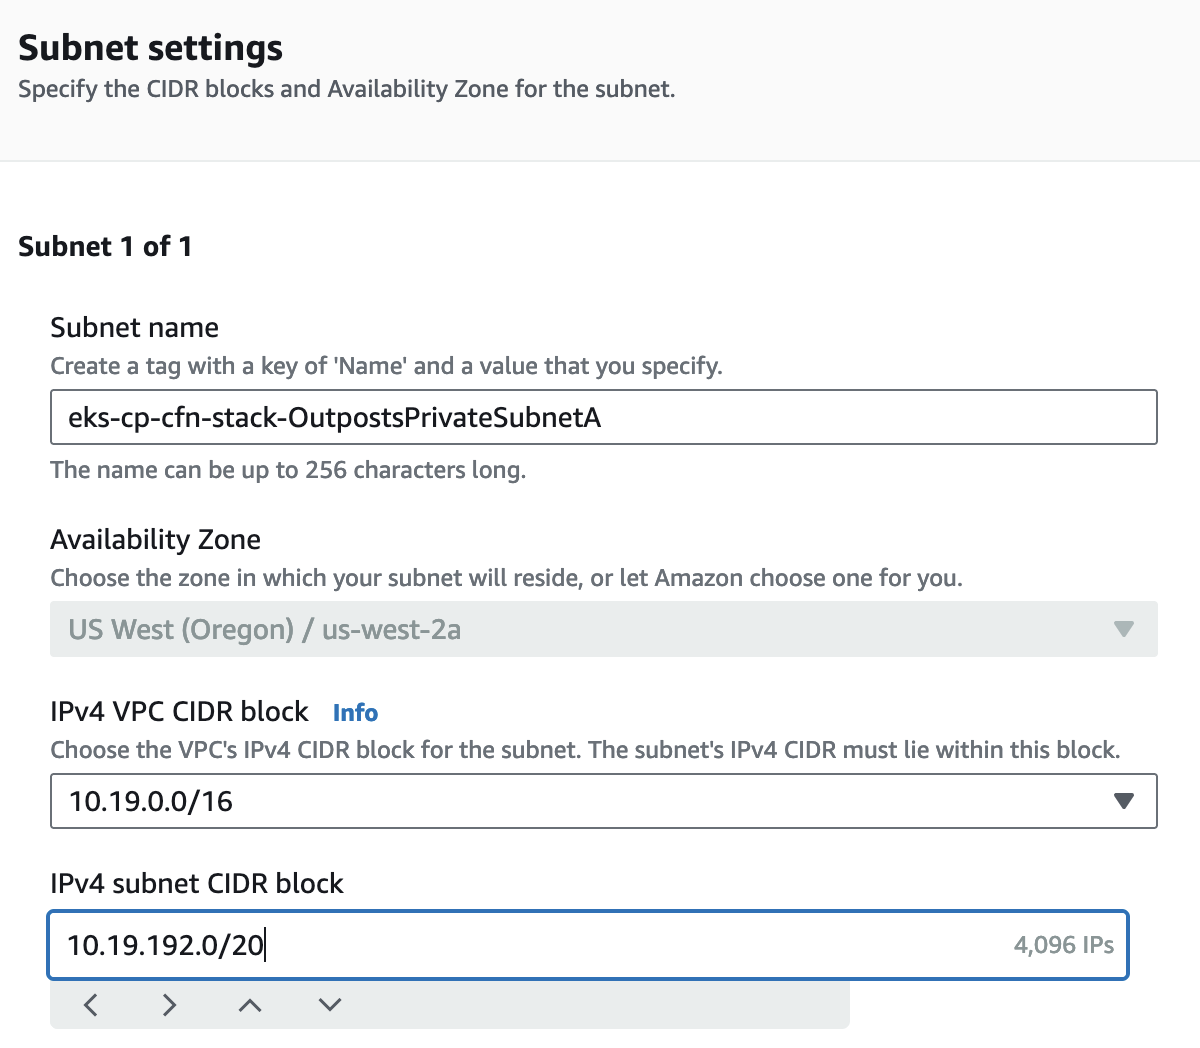 Subnet settings
Specify the CIDR blocks and Availability Zone for the subnet.
Subnet 1 of 1
Subnet name
Create a tag with a key of 'Name' and a value that you specify.
eks-cp-cfn-stack-OutpostsPrivateSubnetA
The name can be up to 256 characters long.
Availability Zone
Choose the zone in which your subnet will reside, or let Amazon choose one for you.
US West (Oregon) / us-west-2a
IPv4 VPC CIDR block Info
Choose the VPC's IPv4 CIDR block for the subnet. The subnet's IPv4 CIDR must lie within this block.
10.19.0.0/16
IPv4 subnet CIDR block
10.19.192.0/20 4,096 IPs